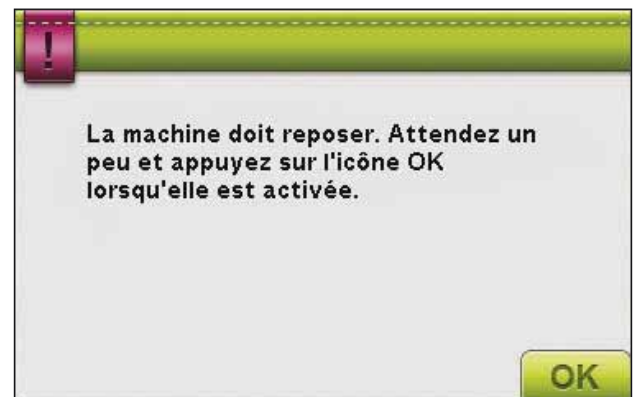 !
La machine doit reposer. Attendez un
peu et appuyez sur l'icône OK
lorsqu'elle est activée.
OK